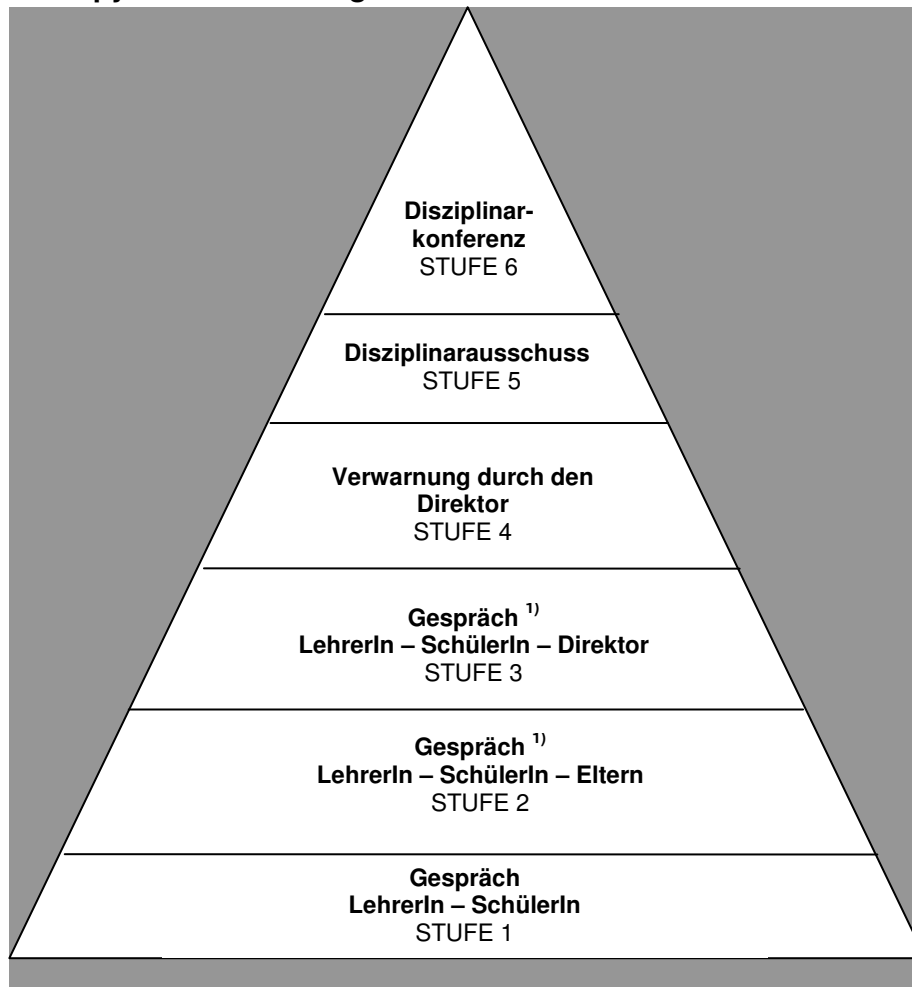 Disziplinar-
konferenz
STUFE 6
Disziplinarausschuss
STUFE 5
Verwarnung durch den
Direktor
STUFE 4
Gespräch 1)
LehrerIn – SchülerIn – Direktor
STUFE 3
Gespräch 1)
LehrerIn – SchülerIn – Eltern
STUFE 2
Gespräch
LehrerIn – SchülerIn
STUFE 1